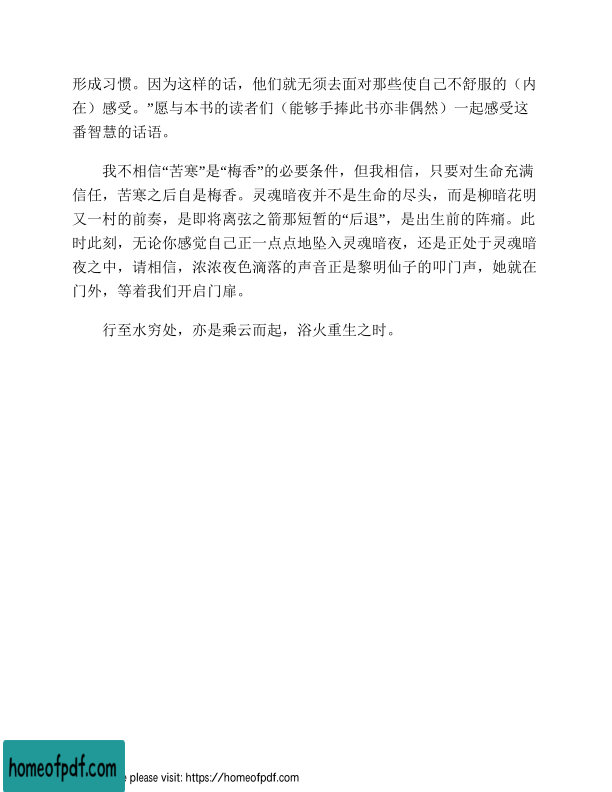 形成习惯。因为这样的话，他们就无须去面对那些使自己不舒服的（内
在）感受。”愿与本书的读者们（能够手捧此书亦非偶然）一起感受这
番智慧的话语。
我不相信“苦寒”是“梅香”的必要条件，但我相信，只要对生命充满
信任，苦寒之后自是梅香。灵魂暗夜并不是生命的尽头，而是柳暗花明
又一村的前奏，是即将离弦之箭那短暂的“后退”，是出生前的阵痛。此
时此刻，无论你感觉自己正一点点地坠入灵魂暗夜，还是正处于灵魂暗
夜之中，请相信，浓浓夜色滴落的声音正是黎明仙子的叩门声，她就在
门外，等着我们开启门扉。
行至水穷处，亦是乘云而起，浴火重生之时。
homeofpdf.com
please visit: https://homeofpdf.com